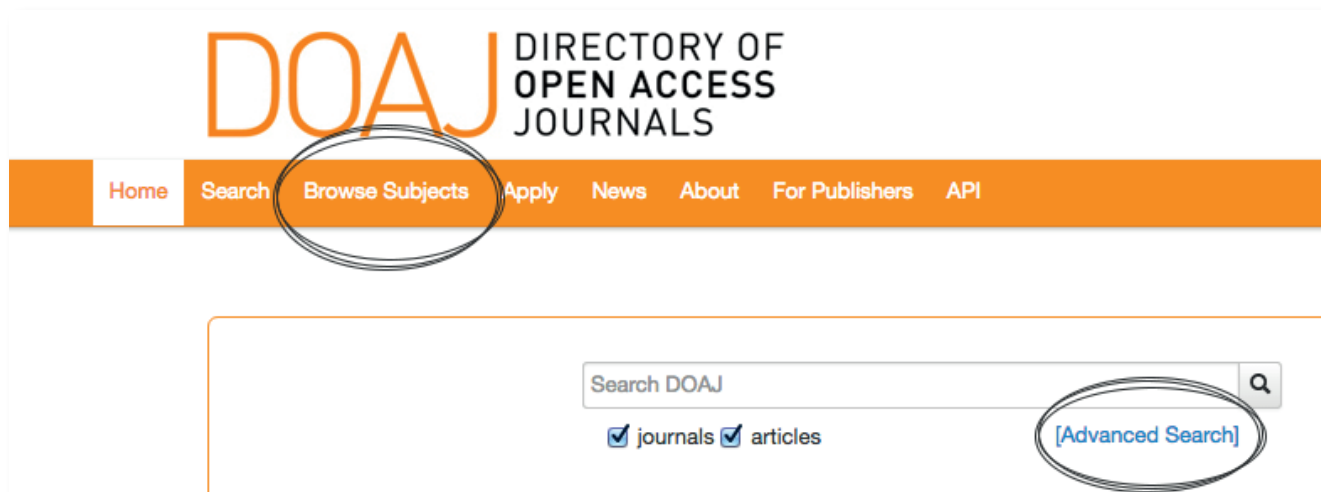 DOAJ DIRECTORY OF
OPEN ACCESS
JOURNALS
Home Search Browse Subjects Apply News About For Publishers API
Search DOAJ
journals articles [Advanced Search]